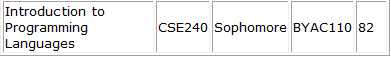 Introduction to
Programming
Languages
CSE240
Sophomore
BYAC110
82